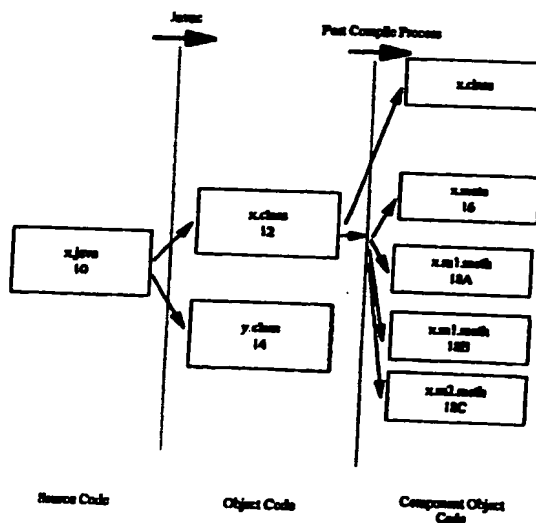 Javac
Post Compile Process
x.class
x.java
10
x.class
12
x.meta
16
x.m1.meth
18A
y.class
14
x.m1.meth
18B
x.m2.meth
18C
Source Code
Object Code
Component Object
Code